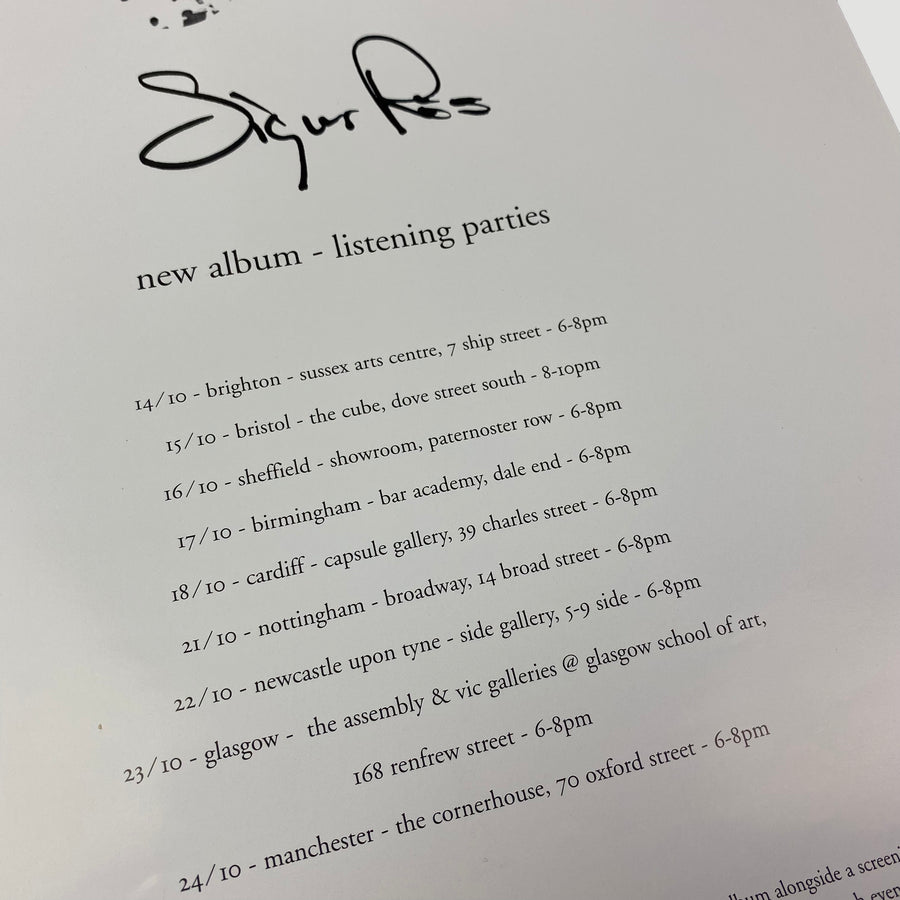 Sigur Rós
new album - listening parties
14/10 - brighton - sussex arts centre, 7 ship street - 6-8pm
15/10 - bristol - the cube, dove street south - 8-10pm
16/10 - sheffield - showroom, paternoster row - 6-8pm
17/10 - birmingham - bar academy, dale end - 6-8pm
18/10 - cardiff - capsule gallery, 39 charles street - 6-8pm
21/10 - nottingham - broadway, 14 broad street - 6-8pm
22/10 - newcastle upon tyne - side gallery, 5-9 side - 6-8pm
23/10 - glasgow - the assembly & vic galleries @ glasgow school of art,
168 renfrew street - 6-8pm
24/10 - manchester - the cornerhouse, 70 oxford street - 6-8pm
alongside a